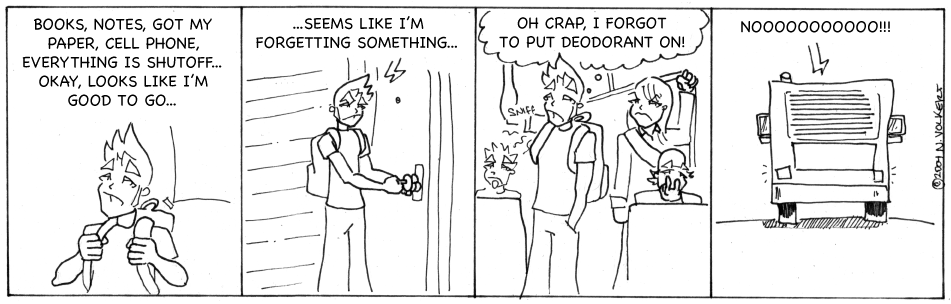 BOOKS, NOTES, GOT MY
PAPER, CELL PHONE,
EVERYTHING IS SHUTOFF...
OKAY, LOOKS LIKE I'M
GOOD TO GO...
...SEEMS LIKE I'M
FORGETTING SOMETHING...
OH CRAP, I FORGOT
TO PUT DEODORANT ON!
SNIFF
NOOOOOOOOOOO!!!
©2021 N. VOLKERT